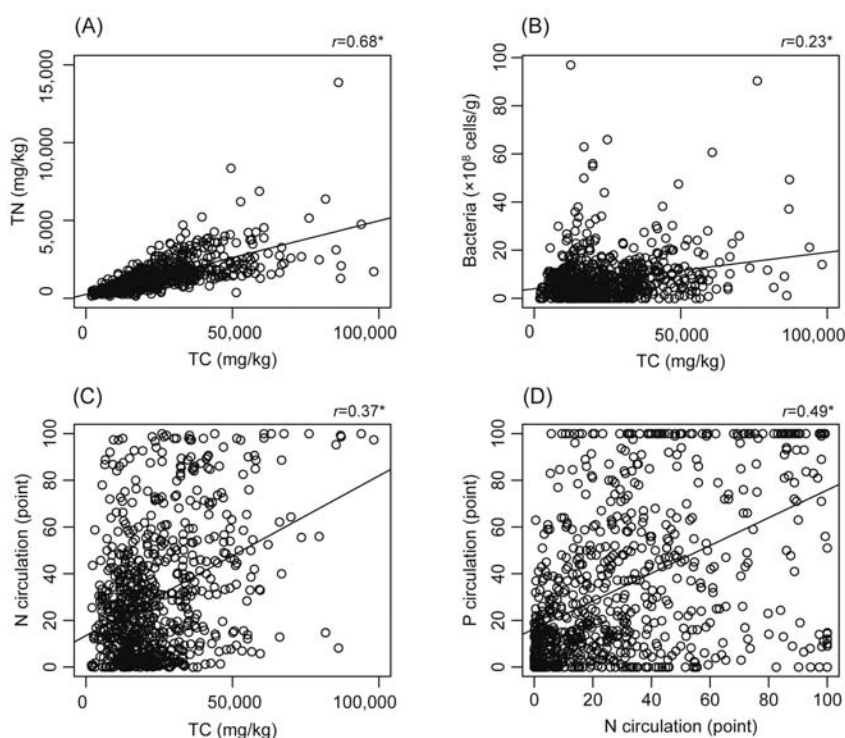 (A)
r=0.68*
15,000
10,000
5,000
0
TN (mg/kg)
0 50,000 100,000
TC (mg/kg)
(B)
r=0.23*
100
80
60
40
20
0
Bacteria (×10⁸ cells/g)
0 50,000 100,000
TC (mg/kg)
(C)
r=0.37*
100
80
60
40
20
0
N circulation (point)
0 50,000 100,000
TC (mg/kg)
(D)
r=0.49*
100
80
60
40
20
0
P circulation (point)
0 20 40 60 80 100
N circulation (point)